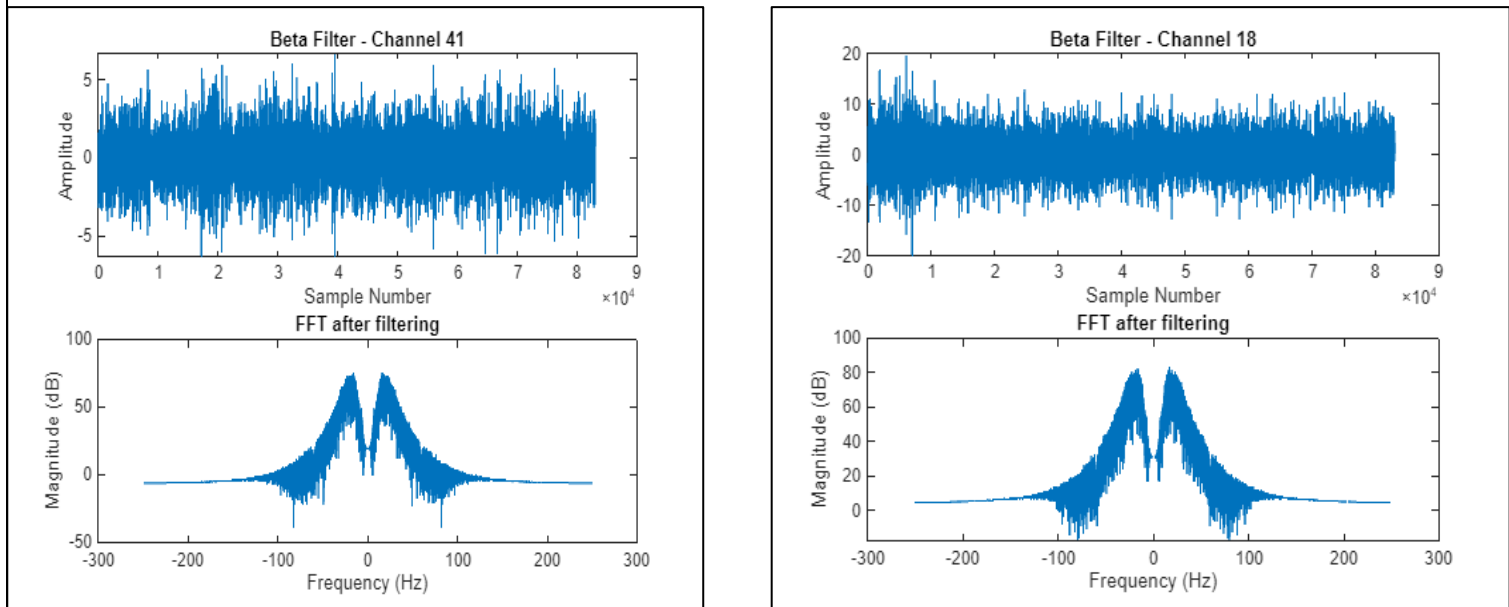 Beta Filter - Channel 41
Amplitude
5
0
-5
0 1 2 3 4 5 6 7 8 9
Sample Number
×10⁴
FFT after filtering
Magnitude (dB)
100
50
0
-50
-300 -200 -100 0 100 200 300
Frequency (Hz)
Beta Filter - Channel 18
Amplitude
20
10
0
-10
-20
0 1 2 3 4 5 6 7 8 9
Sample Number
×10⁴
FFT after filtering
Magnitude (dB)
100
80
60
40
20
0
-300 -200 -100 0 100 200 300
Frequency (Hz)